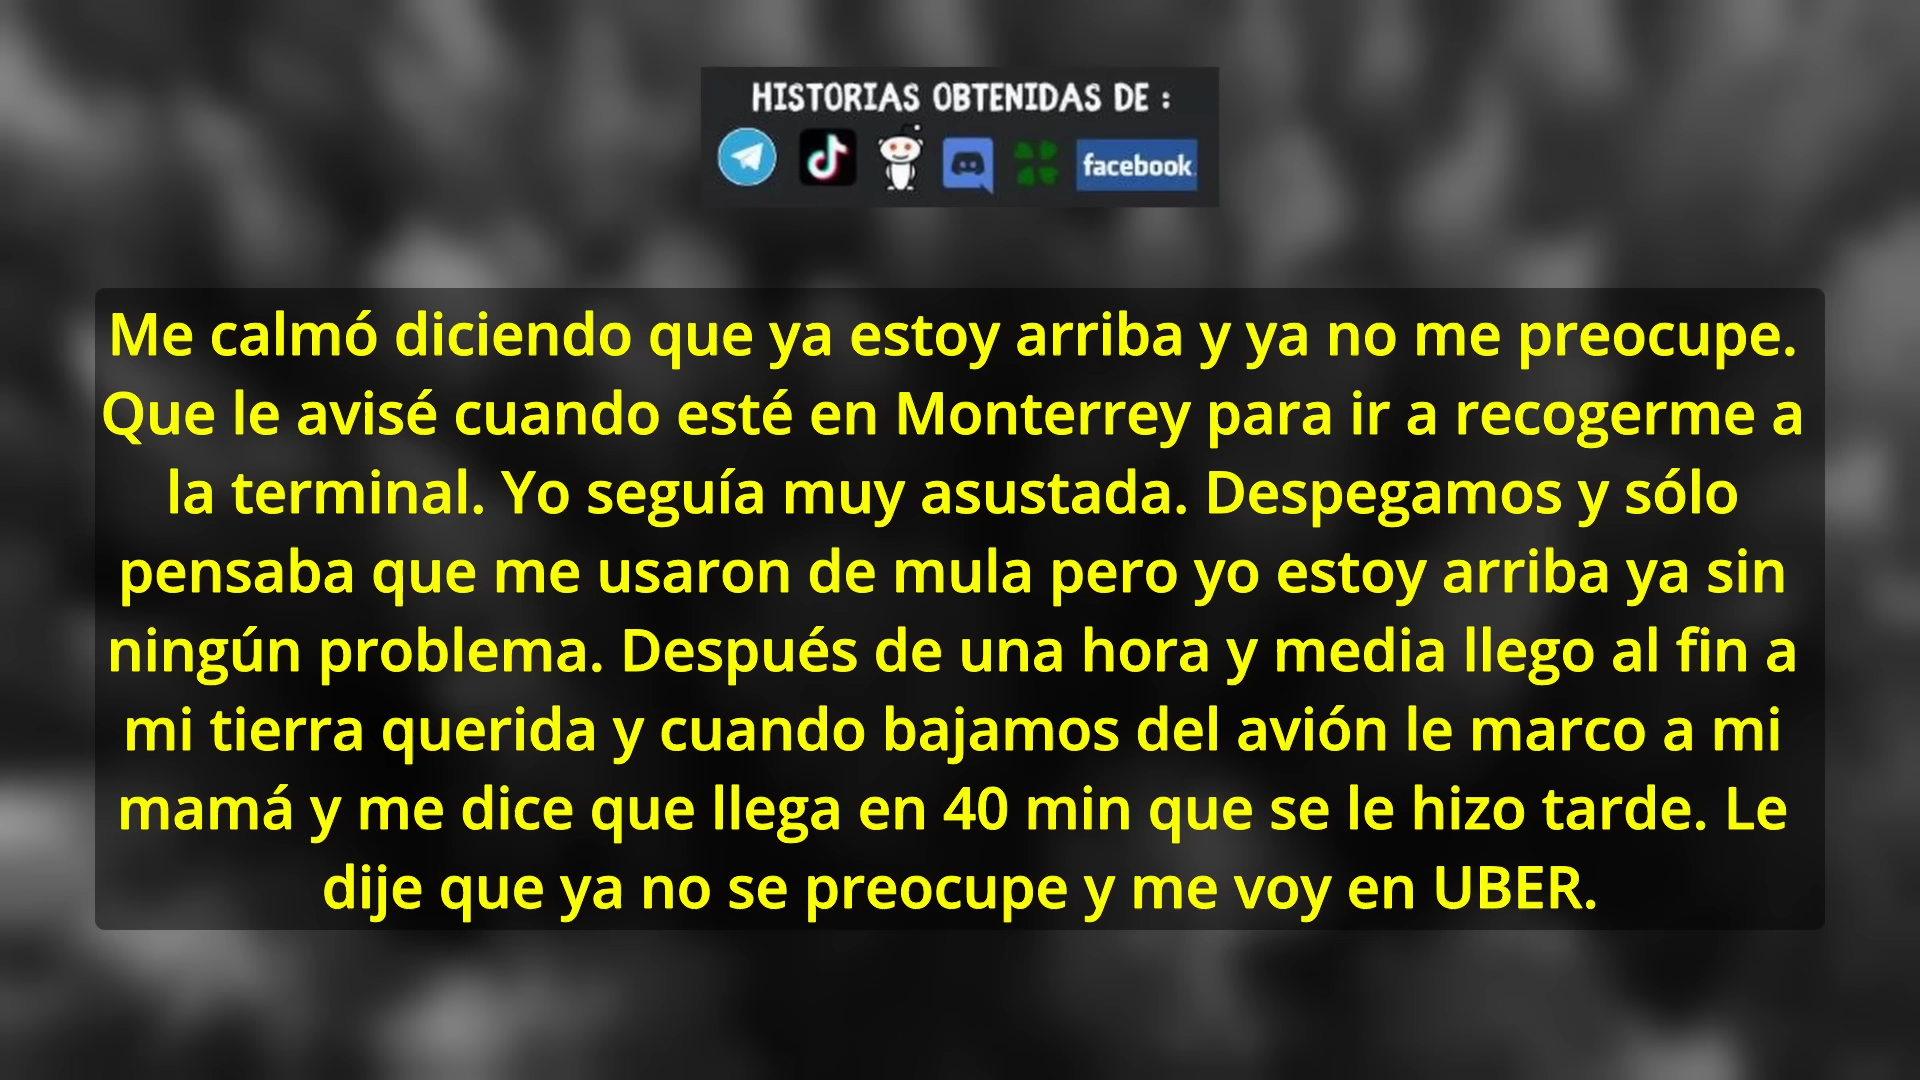 HISTORIAS OBTENIDAS DE :
facebook
Me calmó diciendo que ya estoy arriba y ya no me preocupe.
Que le avisé cuando esté en Monterrey para ir a recogerme a
la terminal. Yo seguía muy asustada. Despegamos y sólo
pensaba que me usaron de mula pero yo estoy arriba ya sin
ningún problema. Después de una hora y media llego al fin a
mi tierra querida y cuando bajamos del avión le marco a mi
mamá y me dice que llega en 40 min que se le hizo tarde. Le
dije que ya no se preocupe y me voy en UBER.